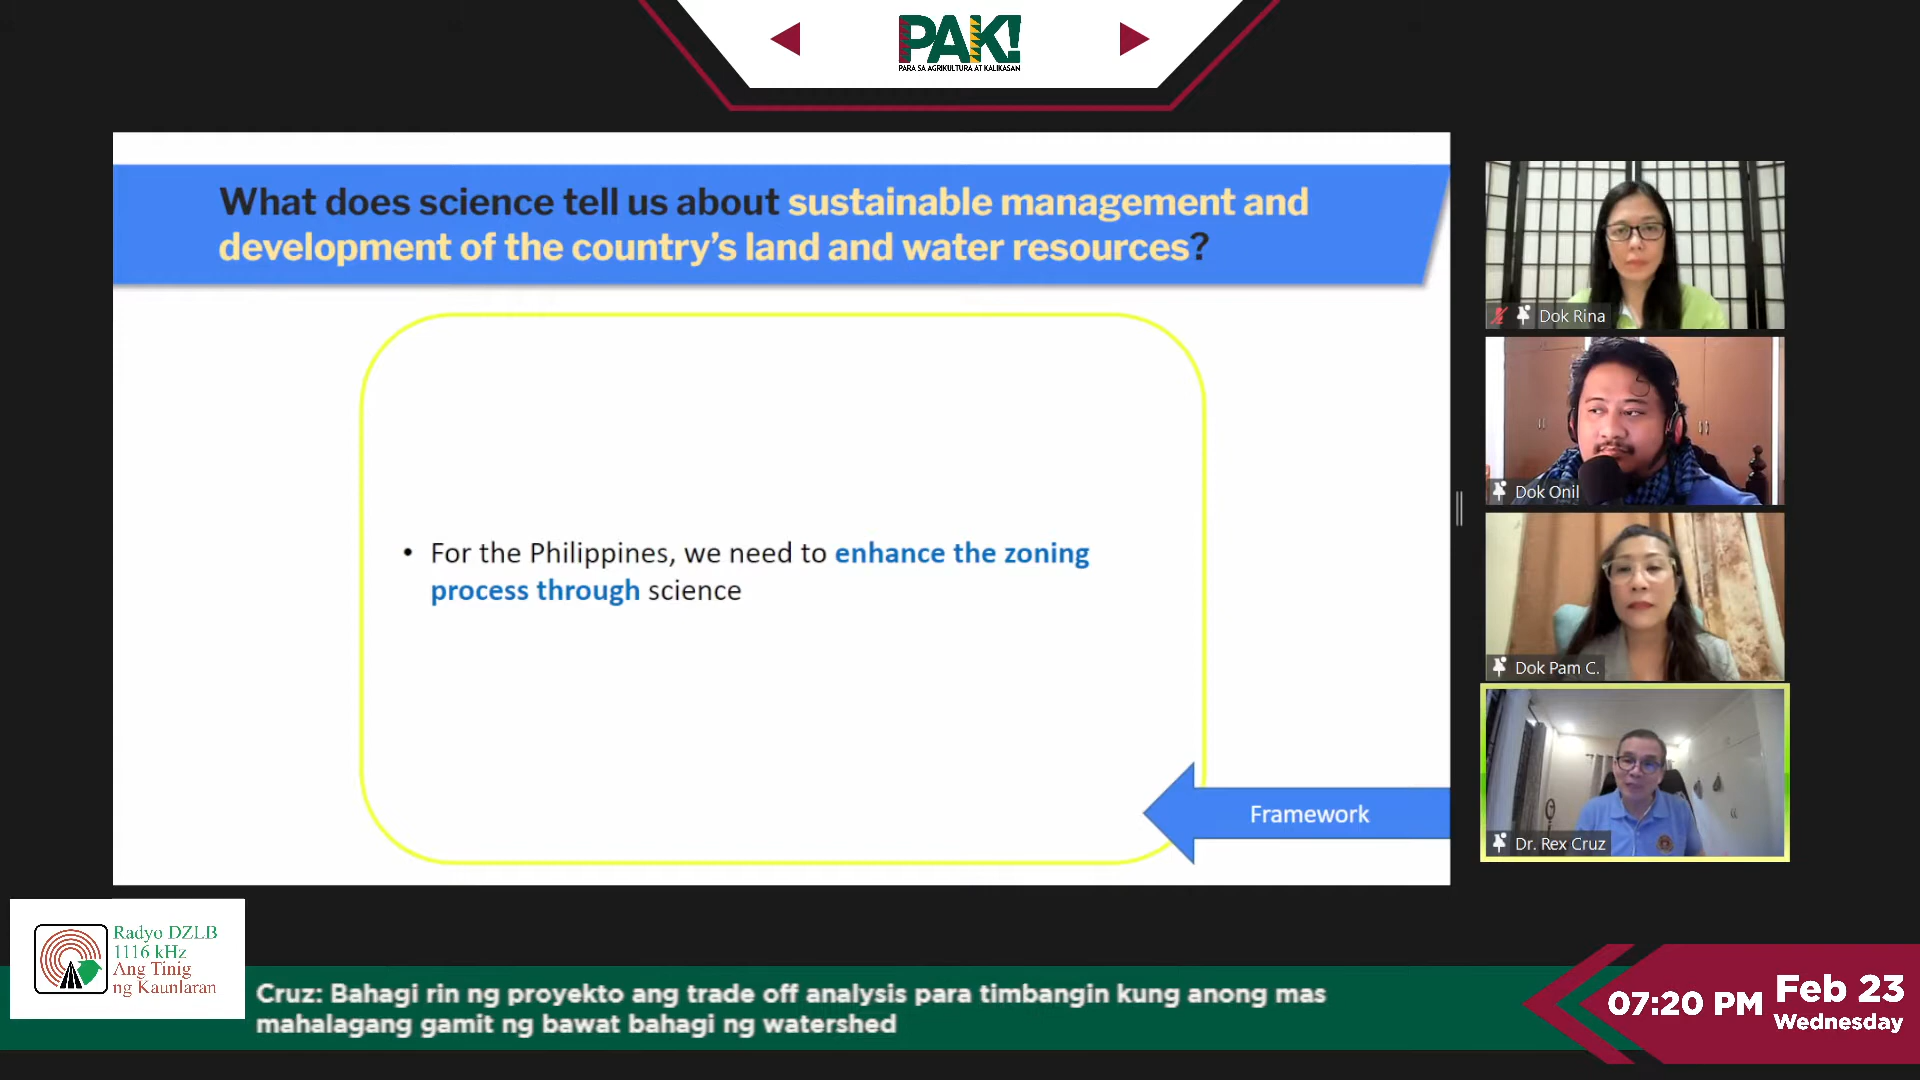 PAK!
PARA SA AGRIKULTURA AT KALIKASAN
What does science tell us about sustainable management and
development of the country’s land and water resources?
• For the Philippines, we need to enhance the zoning
process through science
Framework
Dok Rina
Dok Onil
Dok Pam C.
Dr. Rex Cruz
Radyo DZLB
1116 kHz
Ang Tinig
ng Kaunlaran
Cruz: Bahagi rin ng proyekto ang trade off analysis para timbangin kung anong mas
mahalagang gamit ng bawat bahagi ng watershed
07:20 PM
Feb 23
Wednesday